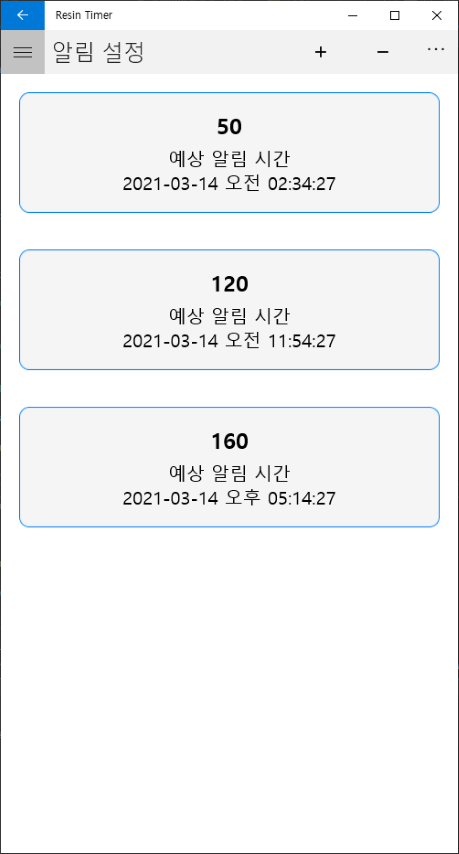 Resin Timer
알림 설정
50
예상 알림 시간
2021-03-14 오전 02:34:27
120
예상 알림 시간
2021-03-14 오전 11:54:27
160
예상 알림 시간
2021-03-14 오후 05:14:27